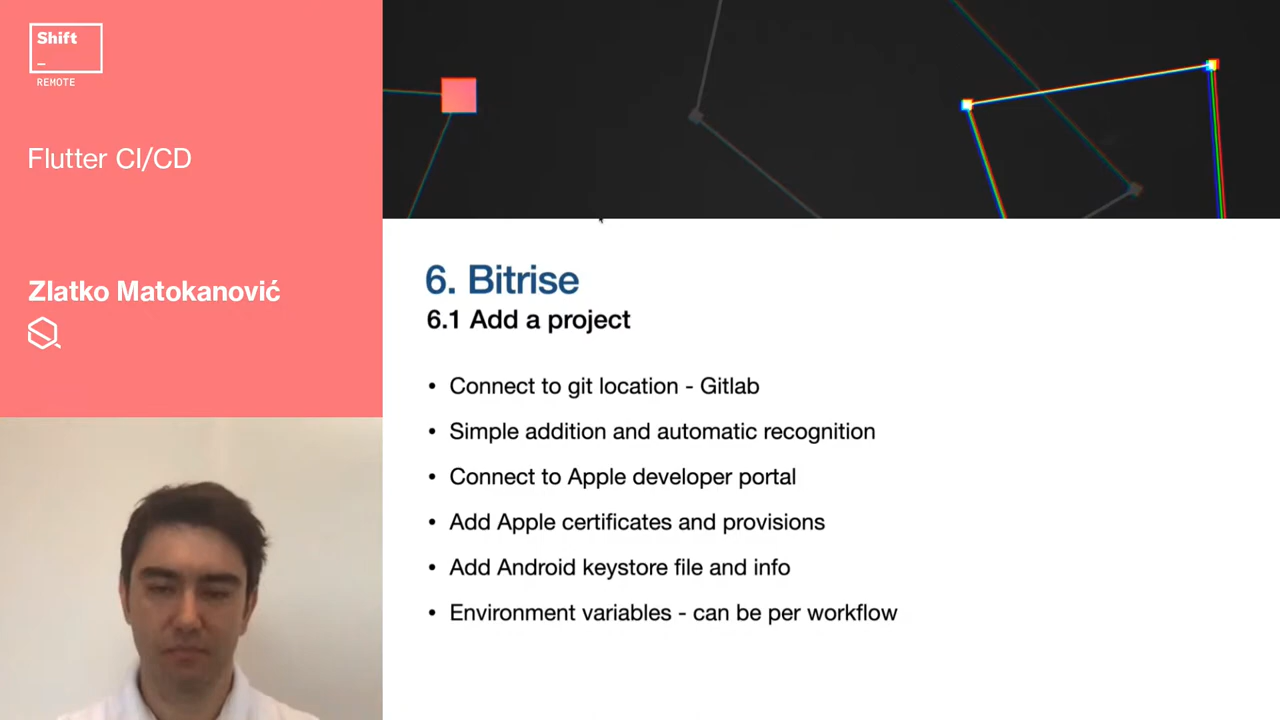 Shift
_
REMOTE
Flutter CI/CD
Zlatko Matokanović
6. Bitrise
6.1 Add a project
• Connect to git location - Gitlab
• Simple addition and automatic recognition
• Connect to Apple developer portal
• Add Apple certificates and provisions
• Add Android keystore file and info
• Environment variables - can be per workflow